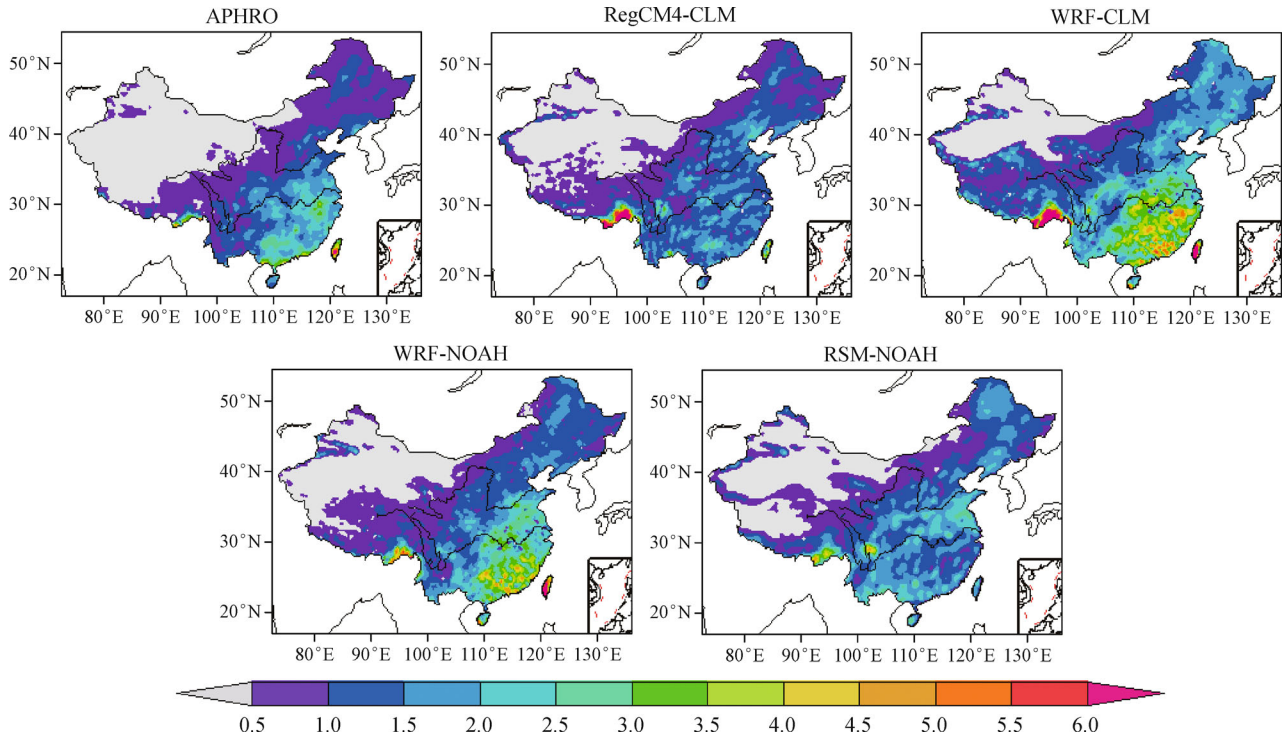 APHRO
RegCM4-CLM
WRF-CLM
50°N
40°N
30°N
20°N
50°N
40°N
30°N
20°N
50°N
40°N
30°N
20°N
80°E 90°E 100°E 110°E 120°E 130°E
80°E 90°E 100°E 110°E 120°E 130°E
80°E 90°E 100°E 110°E 120°E 130°E
WRF-NOAH
RSM-NOAH
50°N
40°N
30°N
20°N
50°N
40°N
30°N
20°N
80°E 90°E 100°E 110°E 120°E 130°E
80°E 90°E 100°E 110°E 120°E 130°E
0.5 1.0 1.5 2.0 2.5 3.0 3.5 4.0 4.5 5.0 5.5 6.0